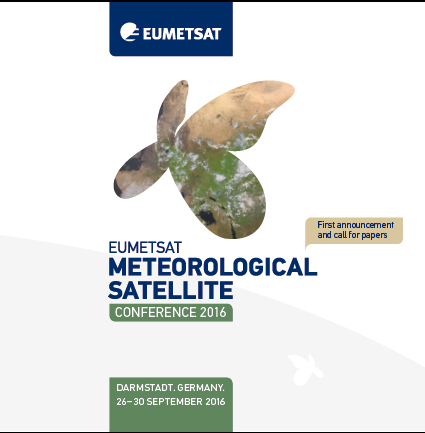 EUMETSAT
First announcement
and call for papers
EUMETSAT
METEOROLOGICAL
SATELLITE
CONFERENCE 2016
DARMSTADT. GERMANY.
26–30 SEPTEMBER 2016